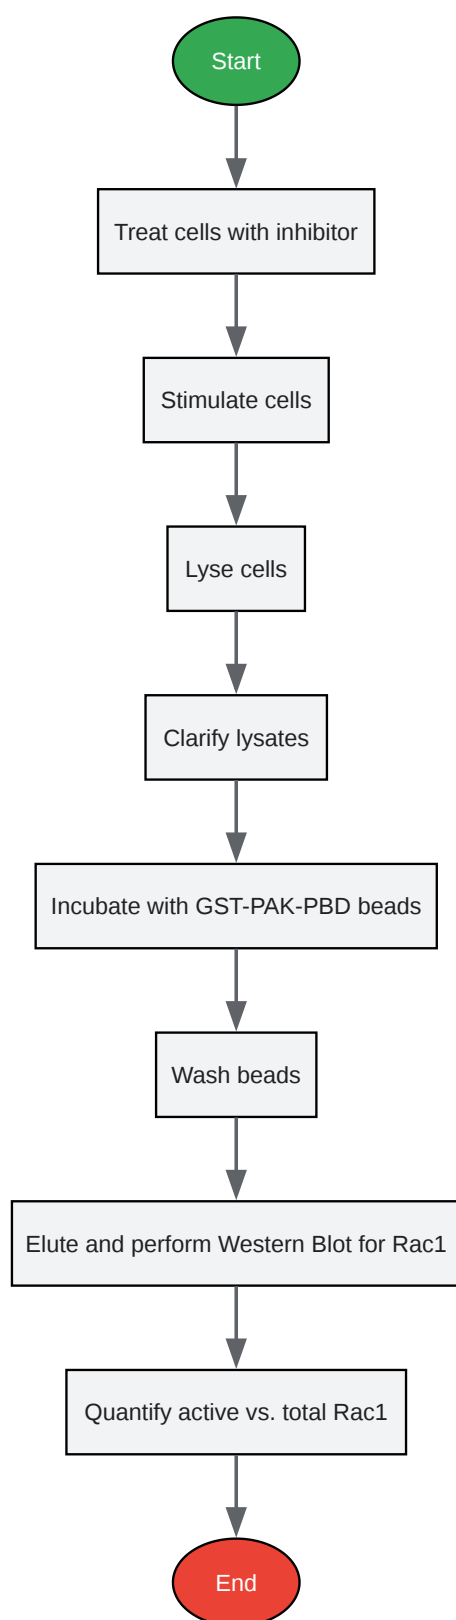 Start
Treat cells with inhibitor
Stimulate cells
Lyse cells
Clarify lysates
Incubate with GST-PAK-PBD beads
Wash beads
Elute and perform Western Blot for Rac1
Quantify active vs. total Rac1
End